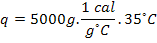 q = 5000g. 1 cal / g°C . 35°C